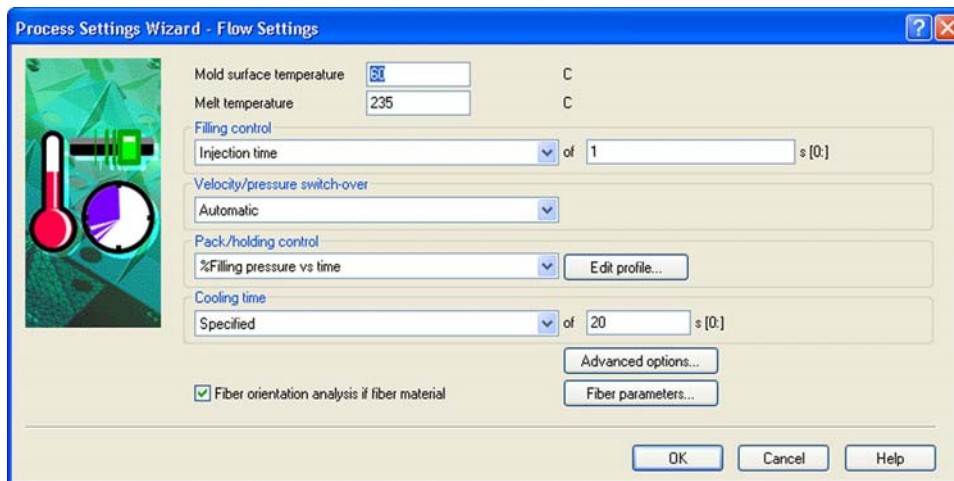 Process Settings Wizard - Flow Settings
Mold surface temperature 60 C
Melt temperature 235 C
Filling control
Injection time of 1 s [0:]
Velocity/pressure switch-over
Automatic
Pack/holding control
%Filling pressure vs time Edit profile...
Cooling time
Specified of 20 s [0:]
Advanced options...
Fiber orientation analysis if fiber material Fiber parameters...
OK Cancel Help